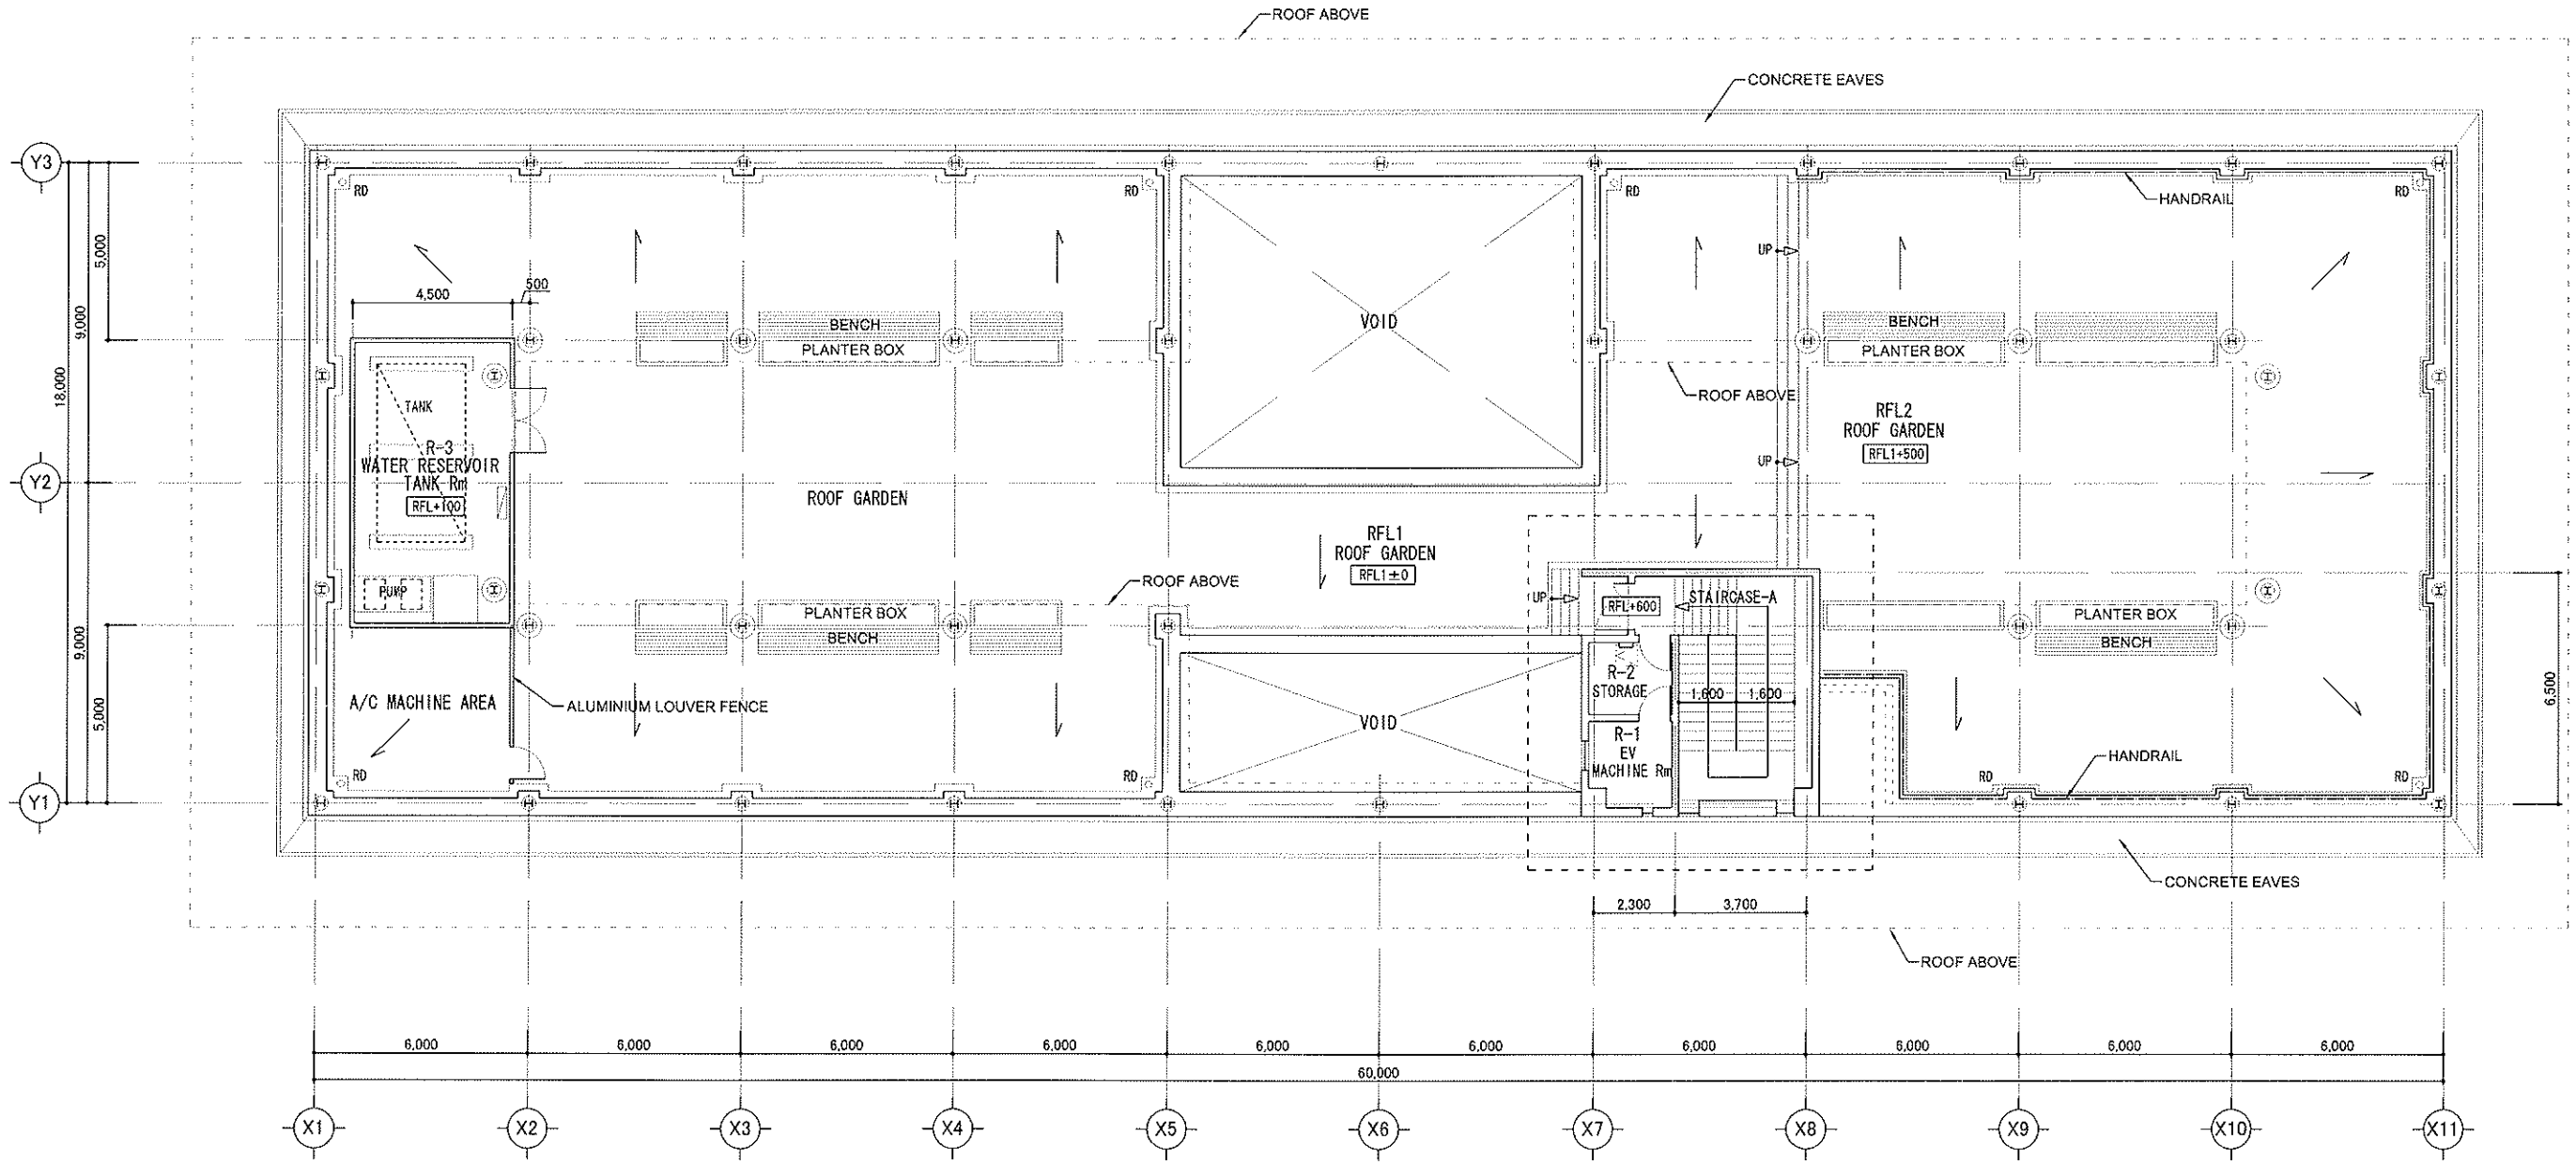 ROOF ABOVE
CONCRETE EAVES
Y3
RD
RD
RD
RD
HANDRAIL
5,000
9,000
18,000
4,500
500
UP
BENCH
PLANTER BOX
VOID
BENCH
PLANTER BOX
ROOF ABOVE
TANK
R-3
WATER RESERVOIR
TANK Rm
RFL+100
RFL2
ROOF GARDEN
RFL1+500
UP
Y2
ROOF GARDEN
RFL1
ROOF GARDEN
RFL1±0
ROOF ABOVE
PUMP
UP
RFL+600
STAIRCASE-A
PLANTER BOX
BENCH
PLANTER BOX
BENCH
9,000
5,000
6,500
R-2
STORAGE
1,600
1,600
A/C MACHINE AREA
ALUMINIUM LOUVER FENCE
VOID
R-1
EV
MACHINE Rm
HANDRAIL
RD
RD
RD
RD
Y1
CONCRETE EAVES
2,300
3,700
ROOF ABOVE
6,000
6,000
6,000
6,000
6,000
6,000
6,000
6,000
6,000
6,000
60,000
X1
X2
X3
X4
X5
X6
X7
X8
X9
X10
X11